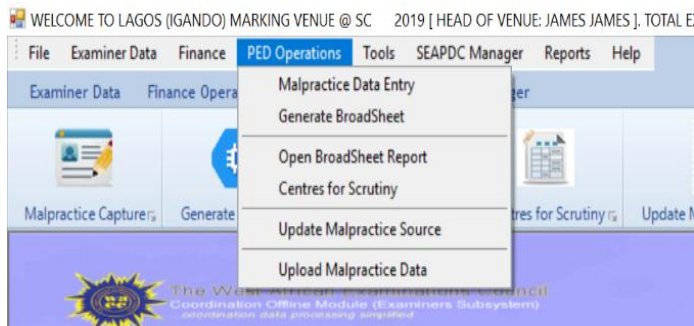 WELCOME TO LAGOS (IGANDO) MARKING VENUE @ SC 2019 [ HEAD OF VENUE: JAMES JAMES ]. TOTAL
File Examiner Data Finance PED Operations Tools SEAPDC Manager Reports Help
Examiner Data Finance
Malpractice Data Entry
Generate BroadSheet
Open BroadSheet Report
Centres for Scrutiny
Update Malpractice Source
Upload Malpractice Data
Malpractice Capture Generate for Scrutiny Update
The West African Examinations Council
Coordination Offline Module (Examiners Subsystem)
...coordination data processing simplified